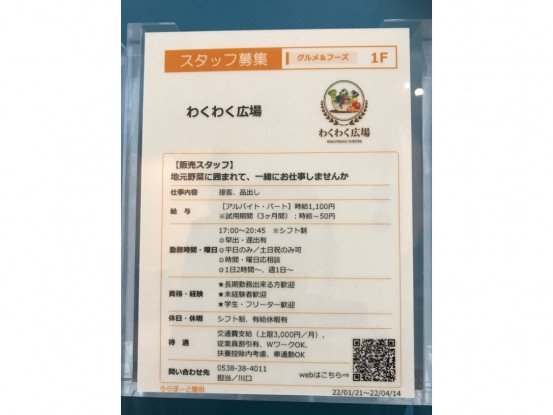 スタッフ募集 グルメ&フーズ 1F
わくわく広場
わくわく広場
【販売スタッフ】
地元野菜に囲まれて、一緒にお仕事しませんか
仕事内容 接客、品出し
給与 [アルバイト・パート] 時給1,100円
※試用期間（3ヶ月間）：時給－50円
勤務時間・曜日 17:00～20:45 ※シフト制
◎早出・遅出有
◎平日のみ／土日祝のみ可
◎時間・曜日応相談
◎1日2時間～、週1日～
資格・経験 ★長期勤務出来る方歓迎
★未経験者歓迎
★学生・フリーター歓迎
休日・休暇 シフト制、有給休暇有
待遇 交通費支給（上限3,000円／月）、
従業員割引有、WワークOK、
扶養控除内考慮、車通勤OK
問い合わせ先 0538-38-4011
担当／川口
webはこちら⇒
ららぽーと磐田 22/01/21～22/04/14